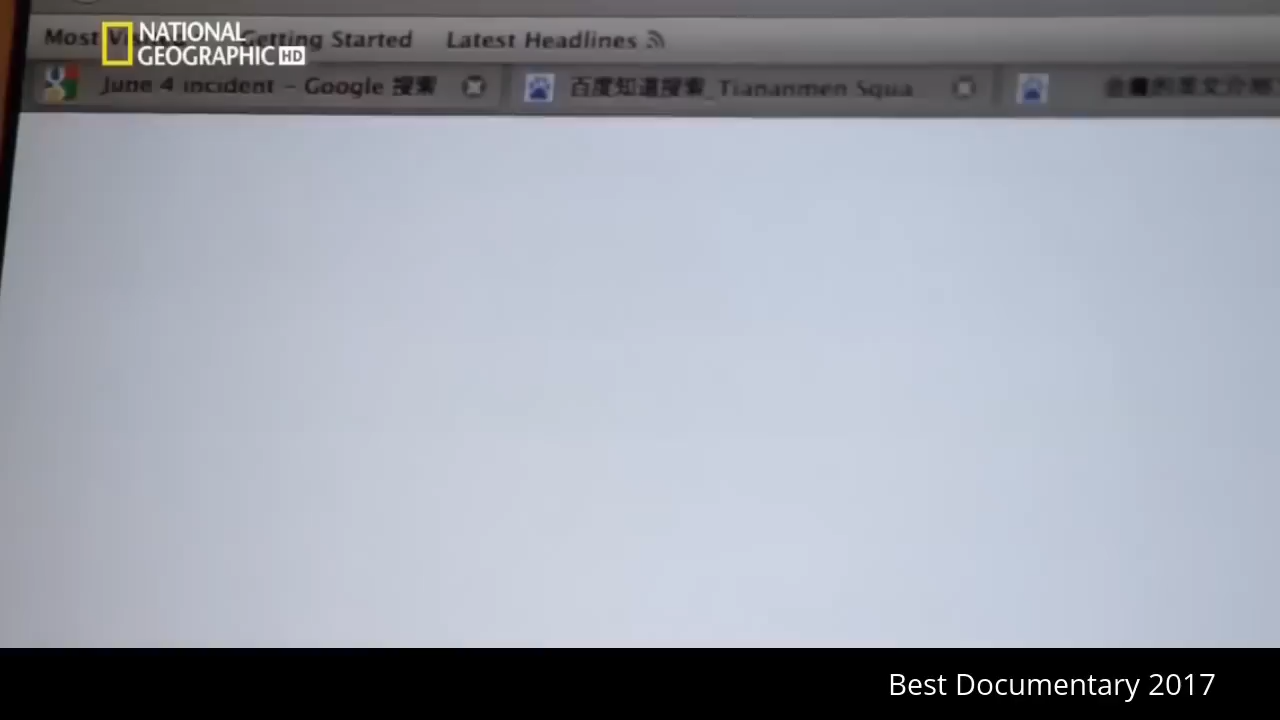 NATIONAL
GEOGRAPHIC HD
Most Getting Started Latest Headlines
June 4 incident - Google 搜索
百度知道搜索_Tiananmen Squa
Best Documentary 2017